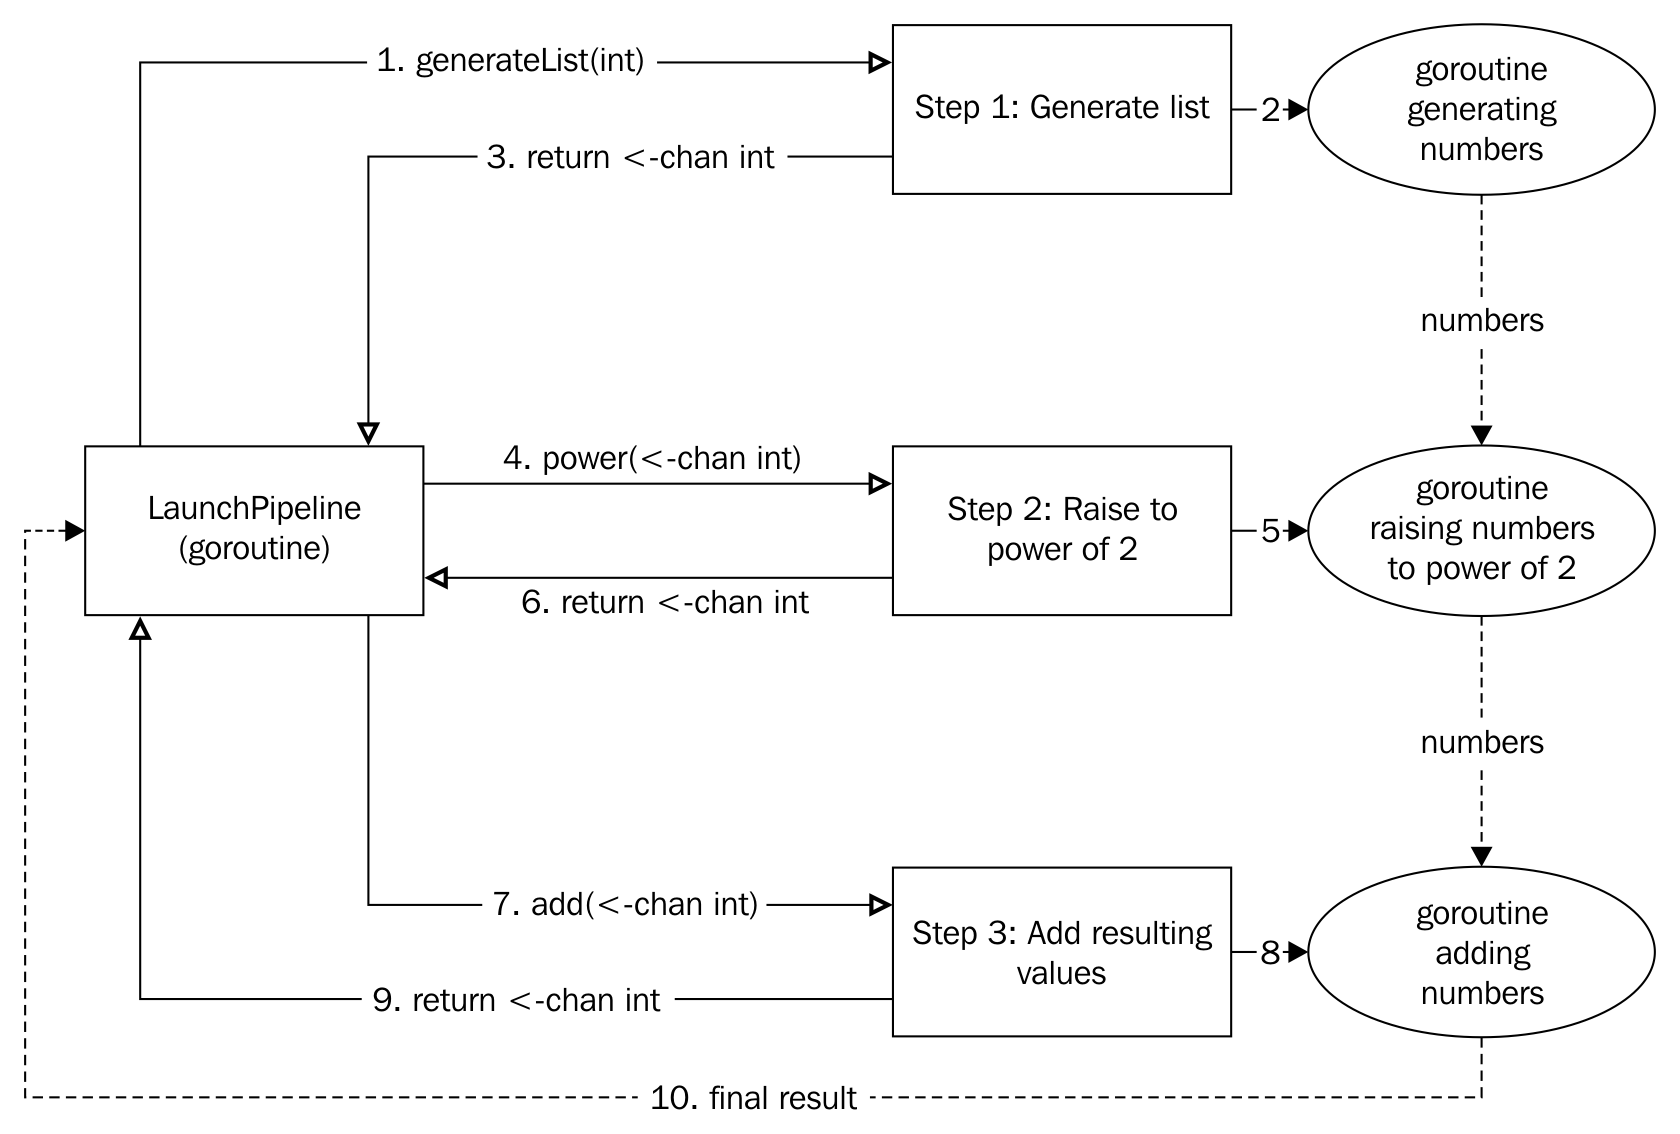 1. generateList(int)
Step 1: Generate list
2
goroutine
generating
numbers
3. return <-chan int
numbers
LaunchPipeline
(goroutine)
4. power(<-chan int)
Step 2: Raise to
power of 2
5
goroutine
raising numbers
to power of 2
6. return <-chan int
numbers
7. add(<-chan int)
Step 3: Add resulting
values
8
goroutine
adding
numbers
9. return <-chan int
10. final result